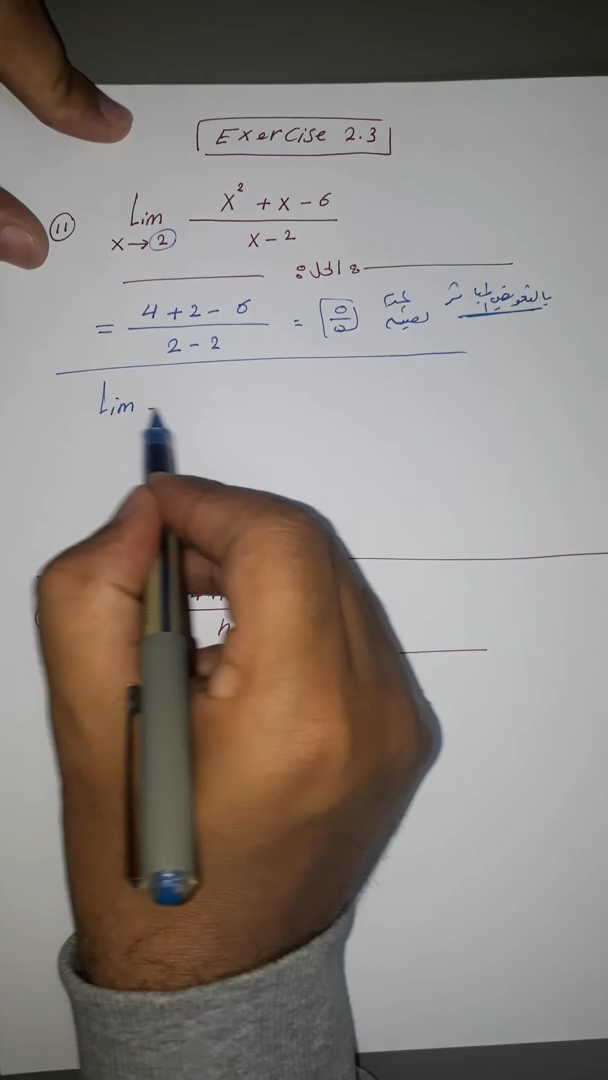 Exercise 2.3
11 Lim x→2 x² + x - 6 / x - 2
الحل:
= 4 + 2 - 6 / 2 - 2 = 0/0 بالتعويض المباشر
Lim
h